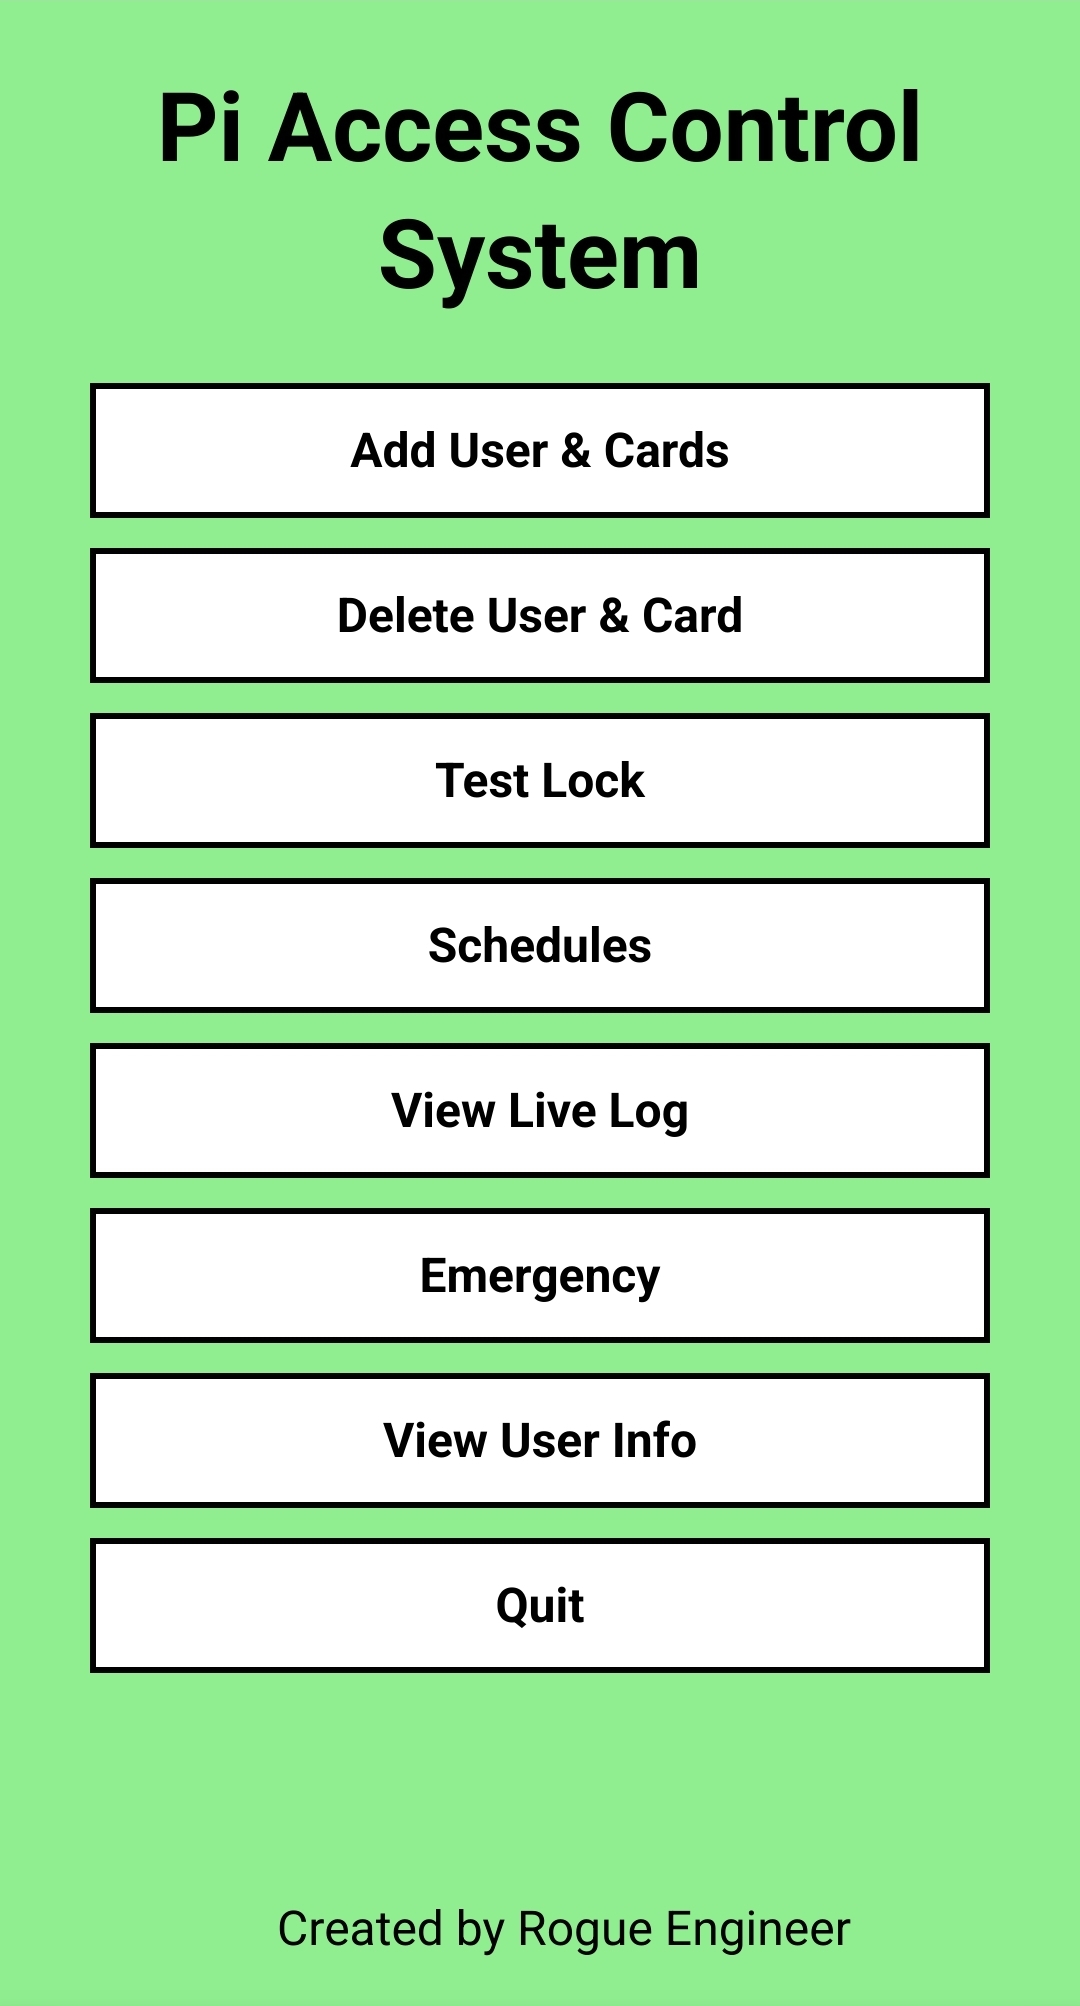 Pi Access Control
System
Add User & Cards
Delete User & Card
Test Lock
Schedules
View Live Log
Emergency
View User Info
Quit
Created by Rogue Engineer